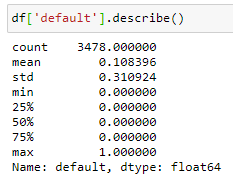 df['default'].describe()
count    3478.000000
mean        0.108396
std         0.310924
min         0.000000
25%         0.000000
50%         0.000000
75%         0.000000
max         1.000000
Name: default, dtype: float64